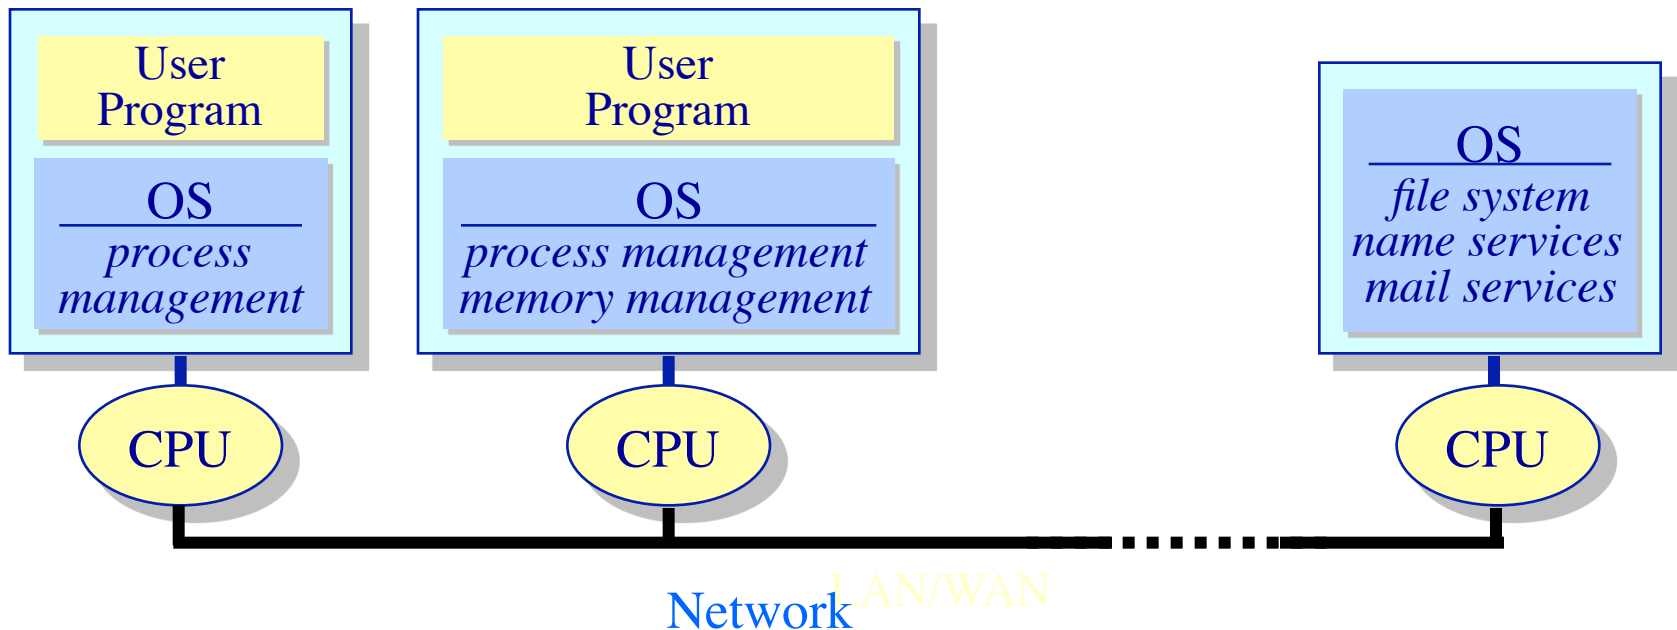 User
Program
OS
process
management
CPU
User
Program
OS
process management
memory management
CPU
OS
file system
name services
mail services
CPU
LAN/WAN
Network